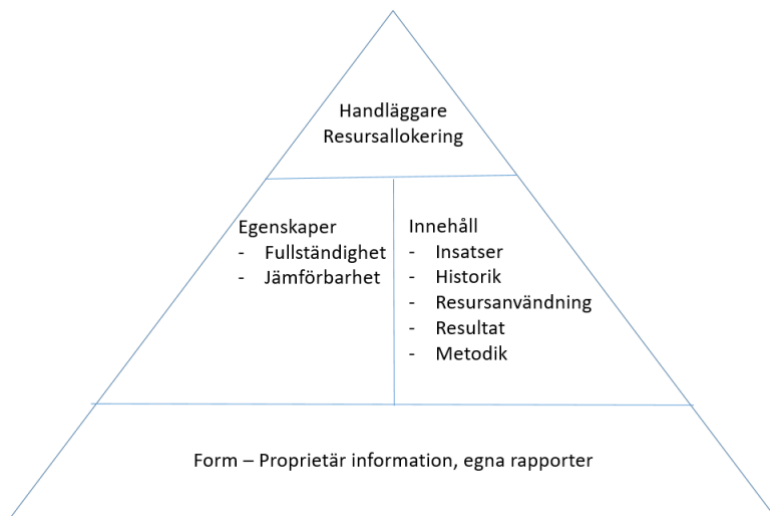 Handläggare
Resursallokering
Egenskaper
- Fullständighet
- Jämförbarhet
Innehåll
- Insatser
- Historik
- Resursanvändning
- Resultat
- Metodik
Form – Proprietär information, egna rapporter